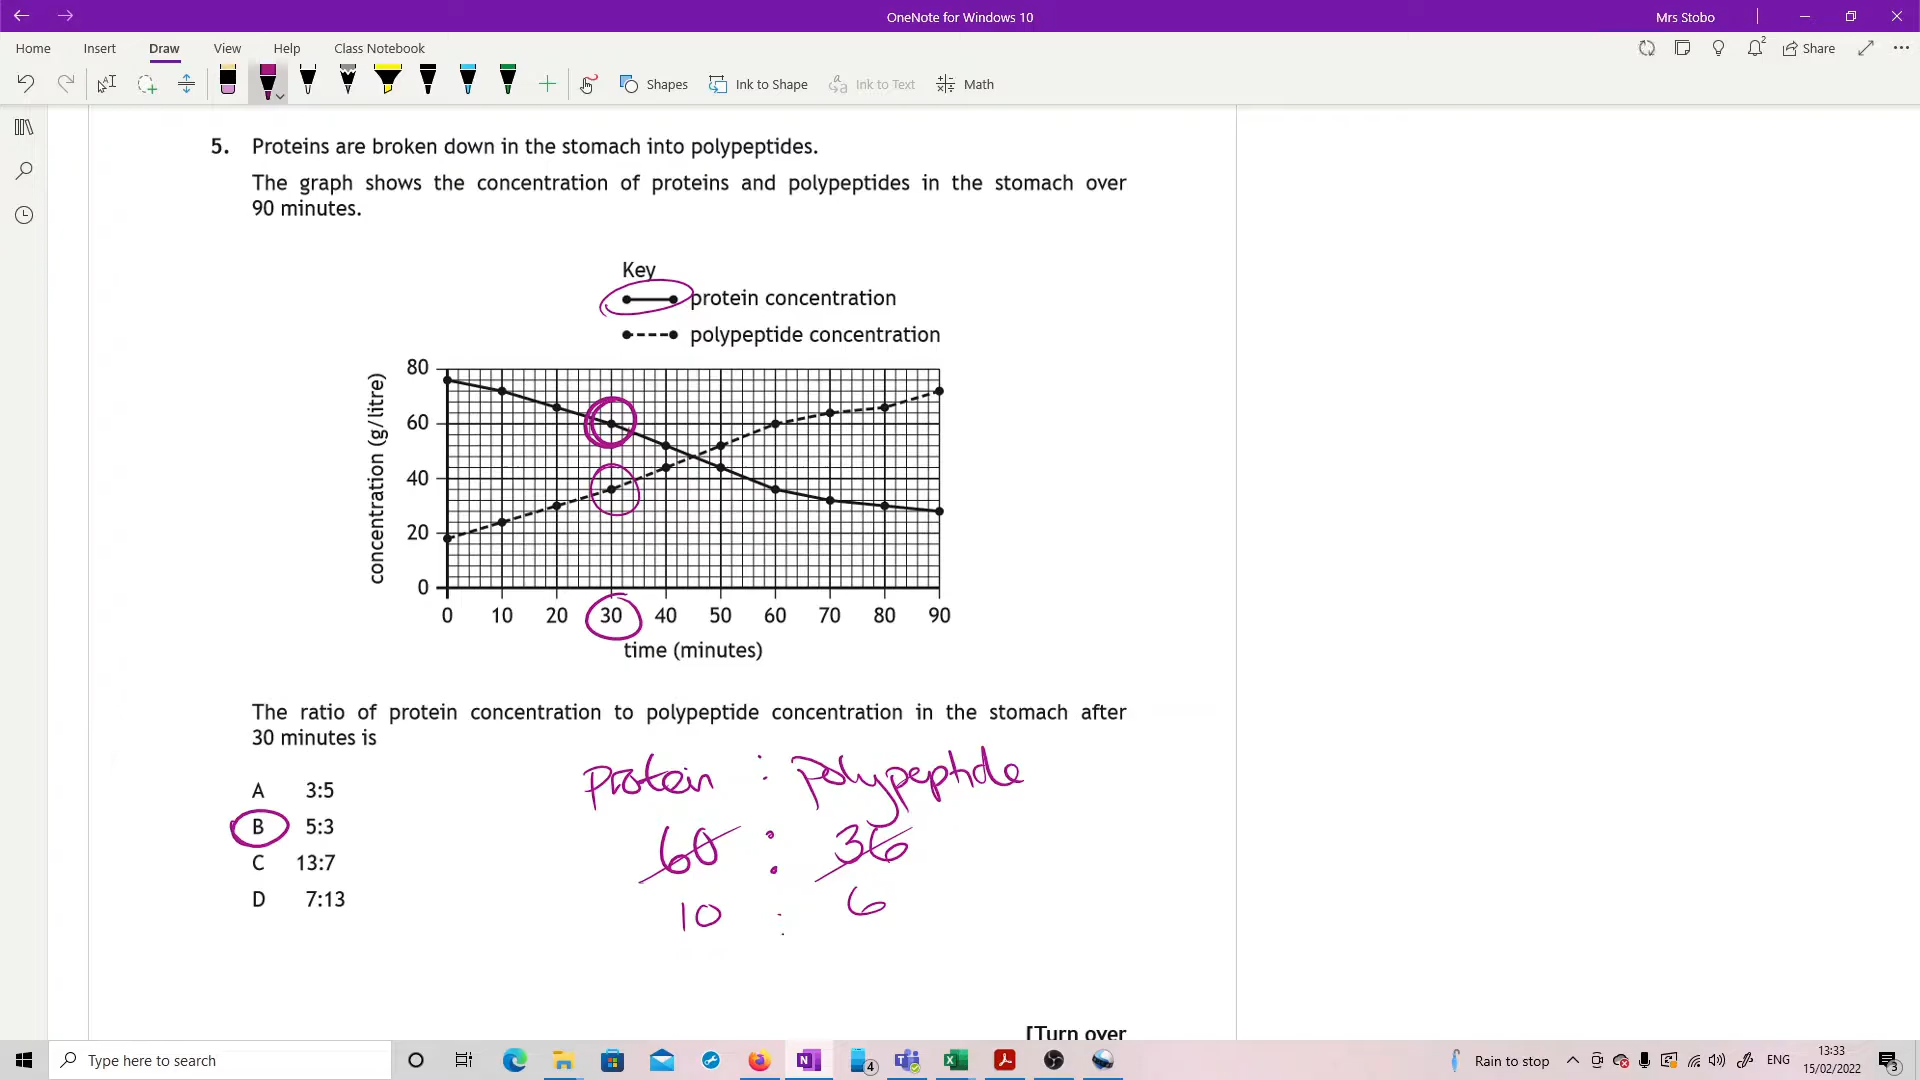 OneNote for Windows 10
Mrs Stobo
Home Insert Draw View Help Class Notebook
2
Share
Shapes Ink to Shape Ink to Text Math
5. Proteins are broken down in the stomach into polypeptides.
The graph shows the concentration of proteins and polypeptides in the stomach over
90 minutes.
Key
protein concentration
polypeptide concentration
concentration (g/litre)
80
60
40
20
0
0 10 20 30 40 50 60 70 80 90
time (minutes)
The ratio of protein concentration to polypeptide concentration in the stomach after
30 minutes is
Protein : Polypeptide
A 3:5
B 5:3
60 : 36
C 13:7
D 7:13
10 : 6
[Turn over
Type here to search
4
Rain to stop
ENG
13:33
15/02/2022
3